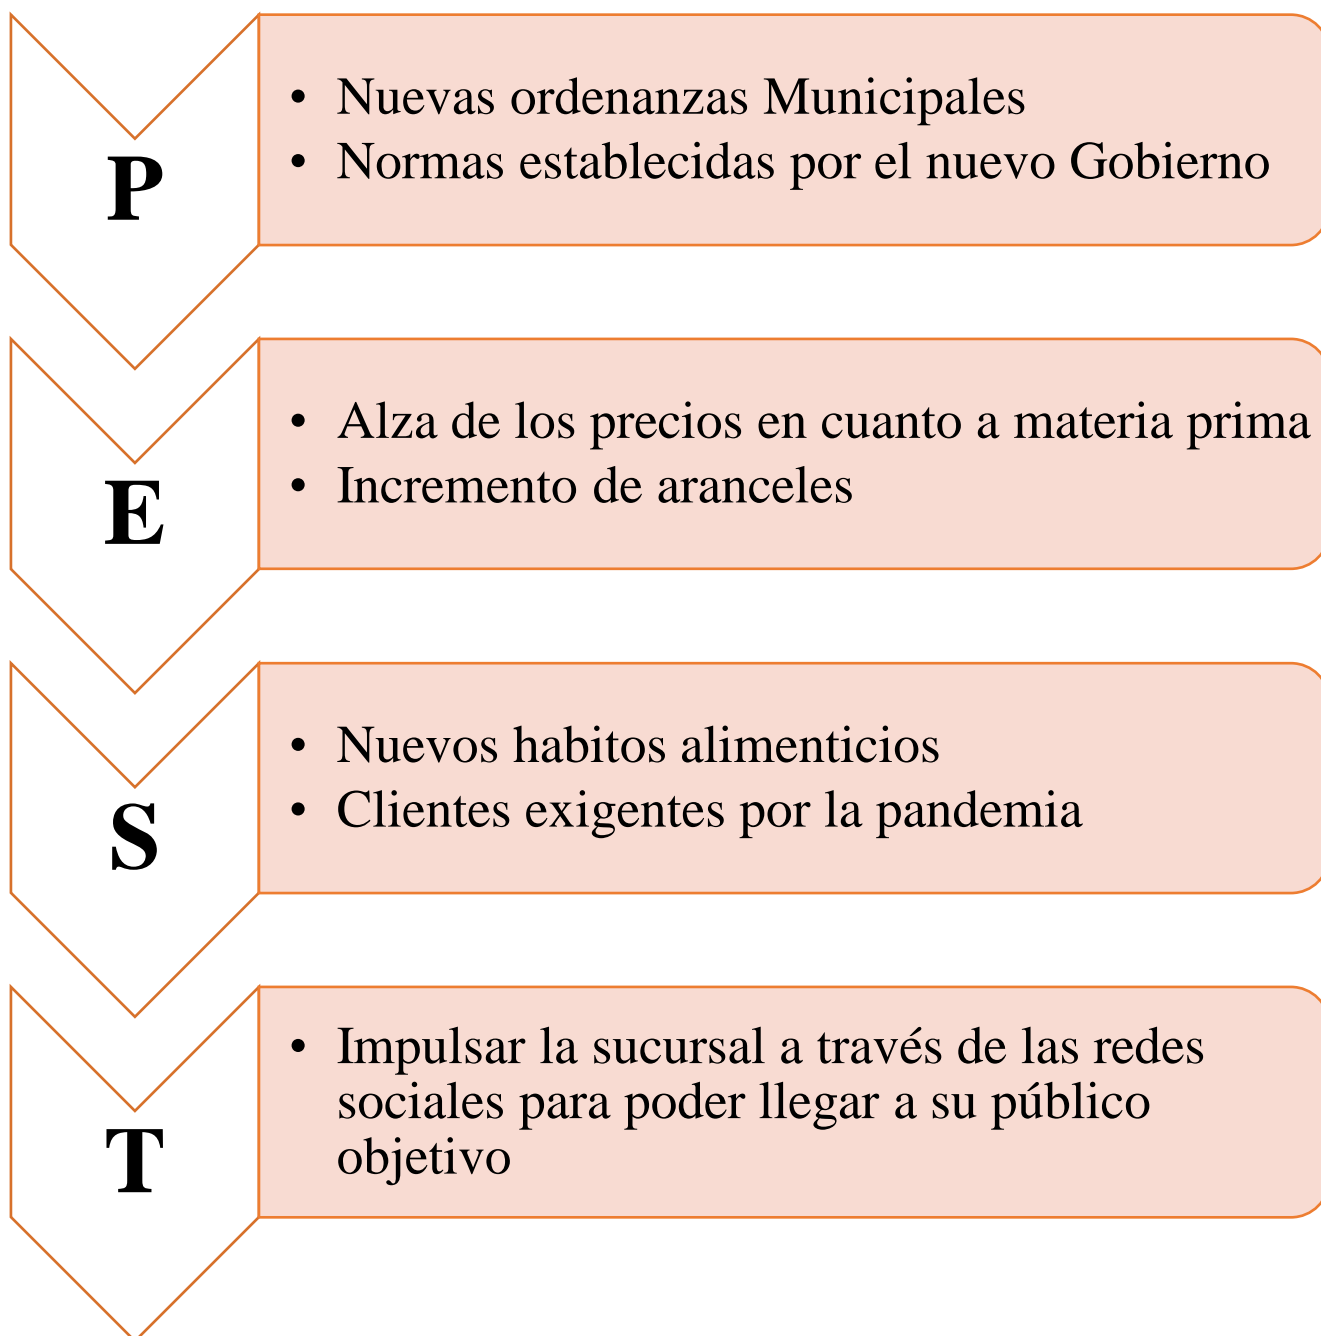 P
• Nuevas ordenanzas Municipales
• Normas establecidas por el nuevo Gobierno
E
• Alza de los precios en cuanto a materia prima
• Incremento de aranceles
S
• Nuevos habitos alimenticios
• Clientes exigentes por la pandemia
T
• Impulsar la sucursal a través de las redes
sociales para poder llegar a su público
objetivo